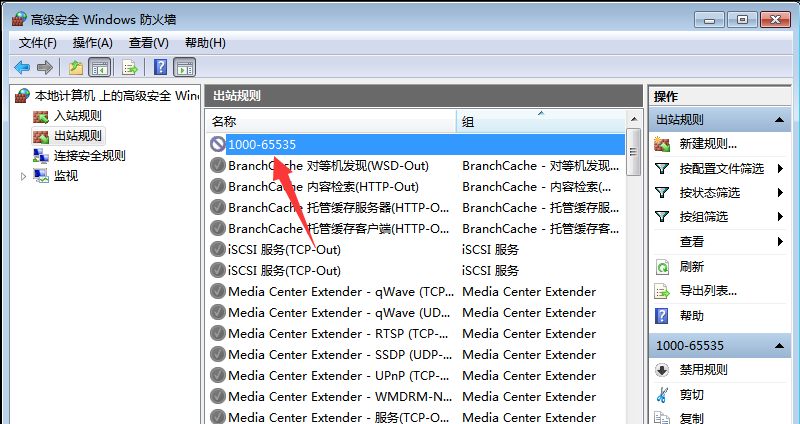 高级安全 Windows 防火墙
文件(F) 操作(A) 查看(V) 帮助(H)
本地计算机 上的高级安全 Wind
入站规则
出站规则
连接安全规则
监视
出站规则
名称 组
1000-65535
BranchCache 对等机发现(WSD-Out) BranchCache - 对等机发现...
BranchCache 内容检索(HTTP-Out) BranchCache - 内容检索(...
BranchCache 托管缓存服务器(HTTP-O... BranchCache - 托管缓存服...
BranchCache 托管缓存客户端(HTTP-O... BranchCache - 托管缓存客...
iSCSI 服务(TCP-Out) iSCSI 服务
iSCSI 服务(TCP-Out) iSCSI 服务
Media Center Extender - qWave (TCP... Media Center Extender
Media Center Extender - qWave (UD... Media Center Extender
Media Center Extender - RTSP (TCP-... Media Center Extender
Media Center Extender - SSDP (UDP-... Media Center Extender
Media Center Extender - UPnP (TCP-... Media Center Extender
Media Center Extender - WMDRM-N... Media Center Extender
Media Center Extender - 服务(TCP-O... Media Center Extender
操作
出站规则
新建规则...
按配置文件筛选
按状态筛选
按组筛选
查看
刷新
导出列表...
帮助
1000-65535
禁用规则
剪切
复制